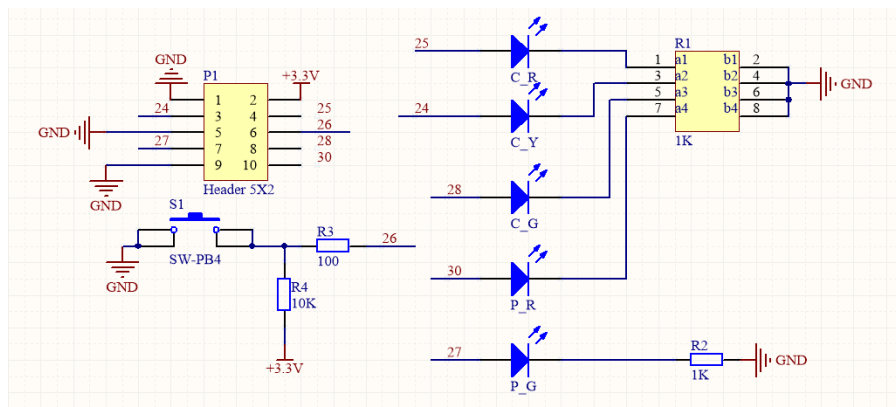 GND
P1
+3.3V
1 2
24 3 4 25
GND 5 6 26
27 7 8 28
9 10 30
GND
Header 5X2
S1
SW-PB4
GND
R3
100
26
R4
10K
+3.3V
25
C_R
24
C_Y
28
C_G
30
P_R
27
P_G
R1
1 a1 b1 2
3 a2 b2 4
5 a3 b3 6
7 a4 b4 8
1K
GND
R2
1K
GND